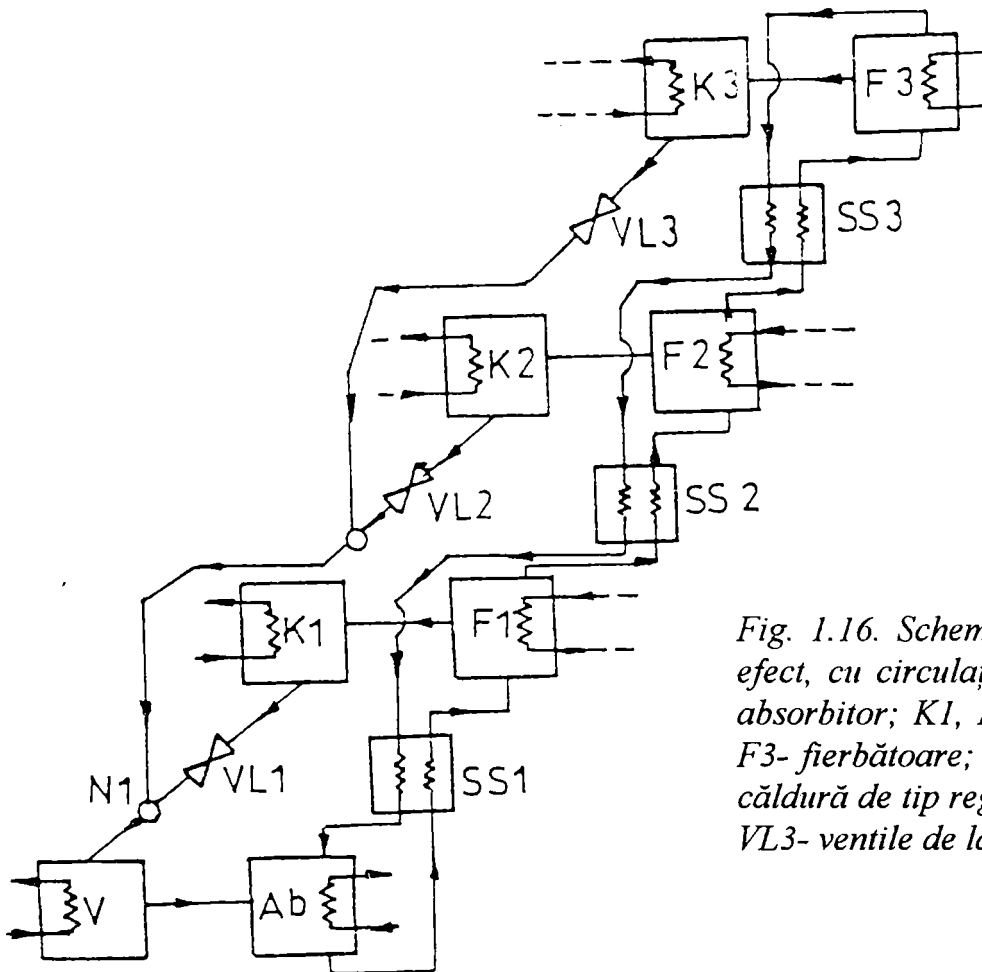 K3
F3
SS3
VL3
K2
F2
SS 2
VL2
K1
F1
SS1
VL1
N1
V
Ab
Fig. 1.16. Schem
efect, cu circulaț
absorbitor; K1,
F3- fierbătoare;
căldură de tip reg
VL3- ventile de la